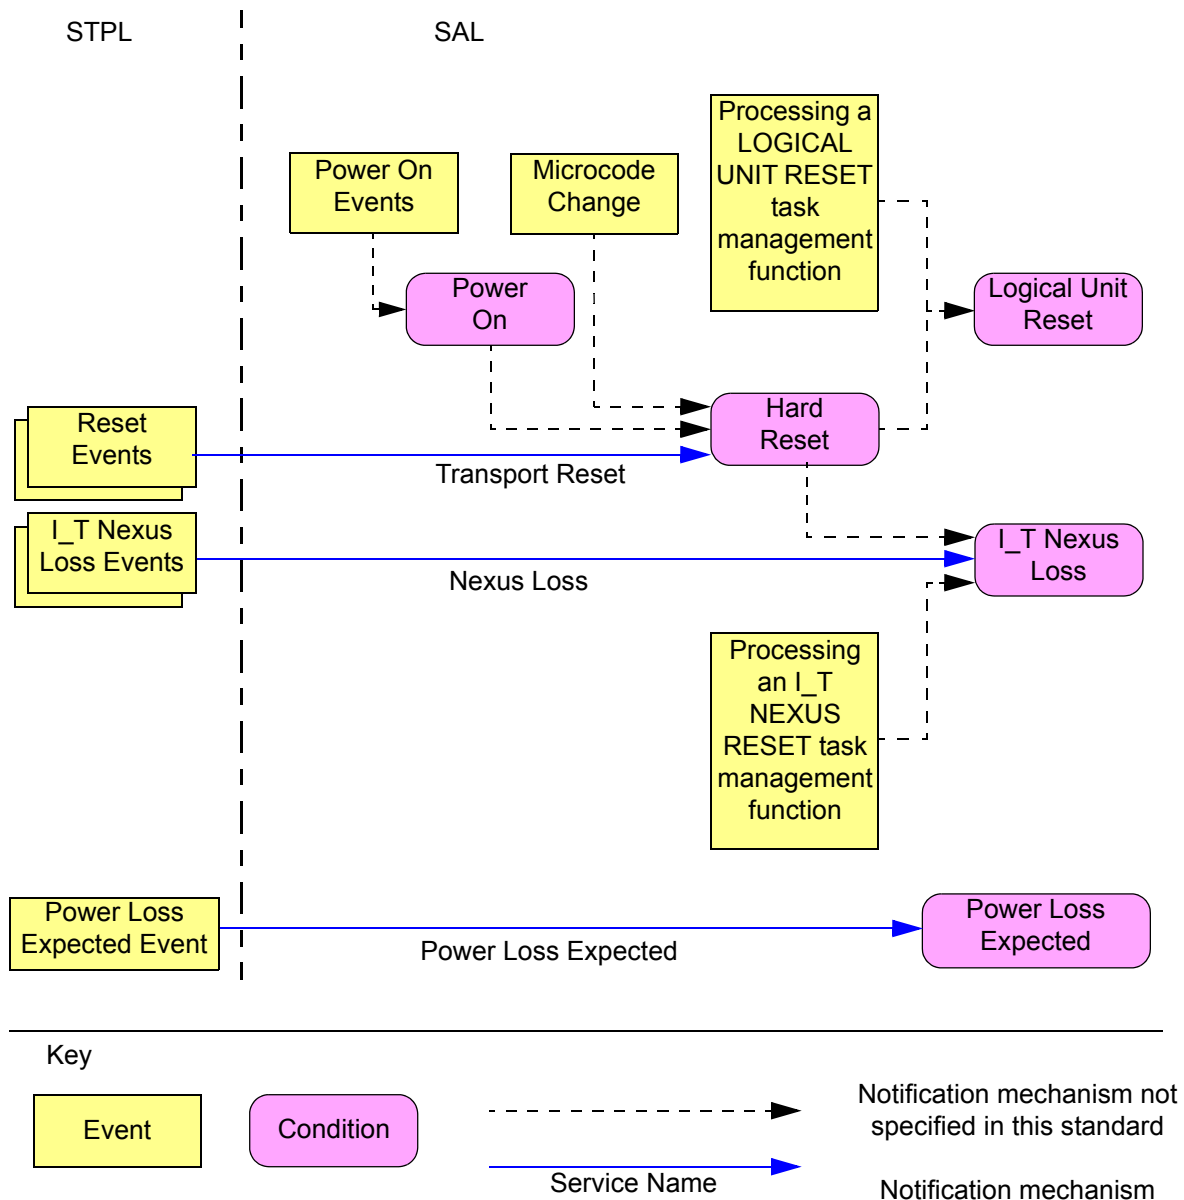 STPL
SAL
Processing a
LOGICAL
UNIT RESET
task
management
function
Power On
Events
Microcode
Change
Power
On
Logical Unit
Reset
Hard
Reset
Reset
Events
Transport Reset
I_T Nexus
Loss Events
Nexus Loss
I_T Nexus
Loss
Processing
an I_T
NEXUS
RESET task
management
function
Power Loss
Expected Event
Power Loss Expected
Power Loss
Expected
Key
Event
Condition
Notification mechanism not
specified in this standard
Service Name
Notification mechanism